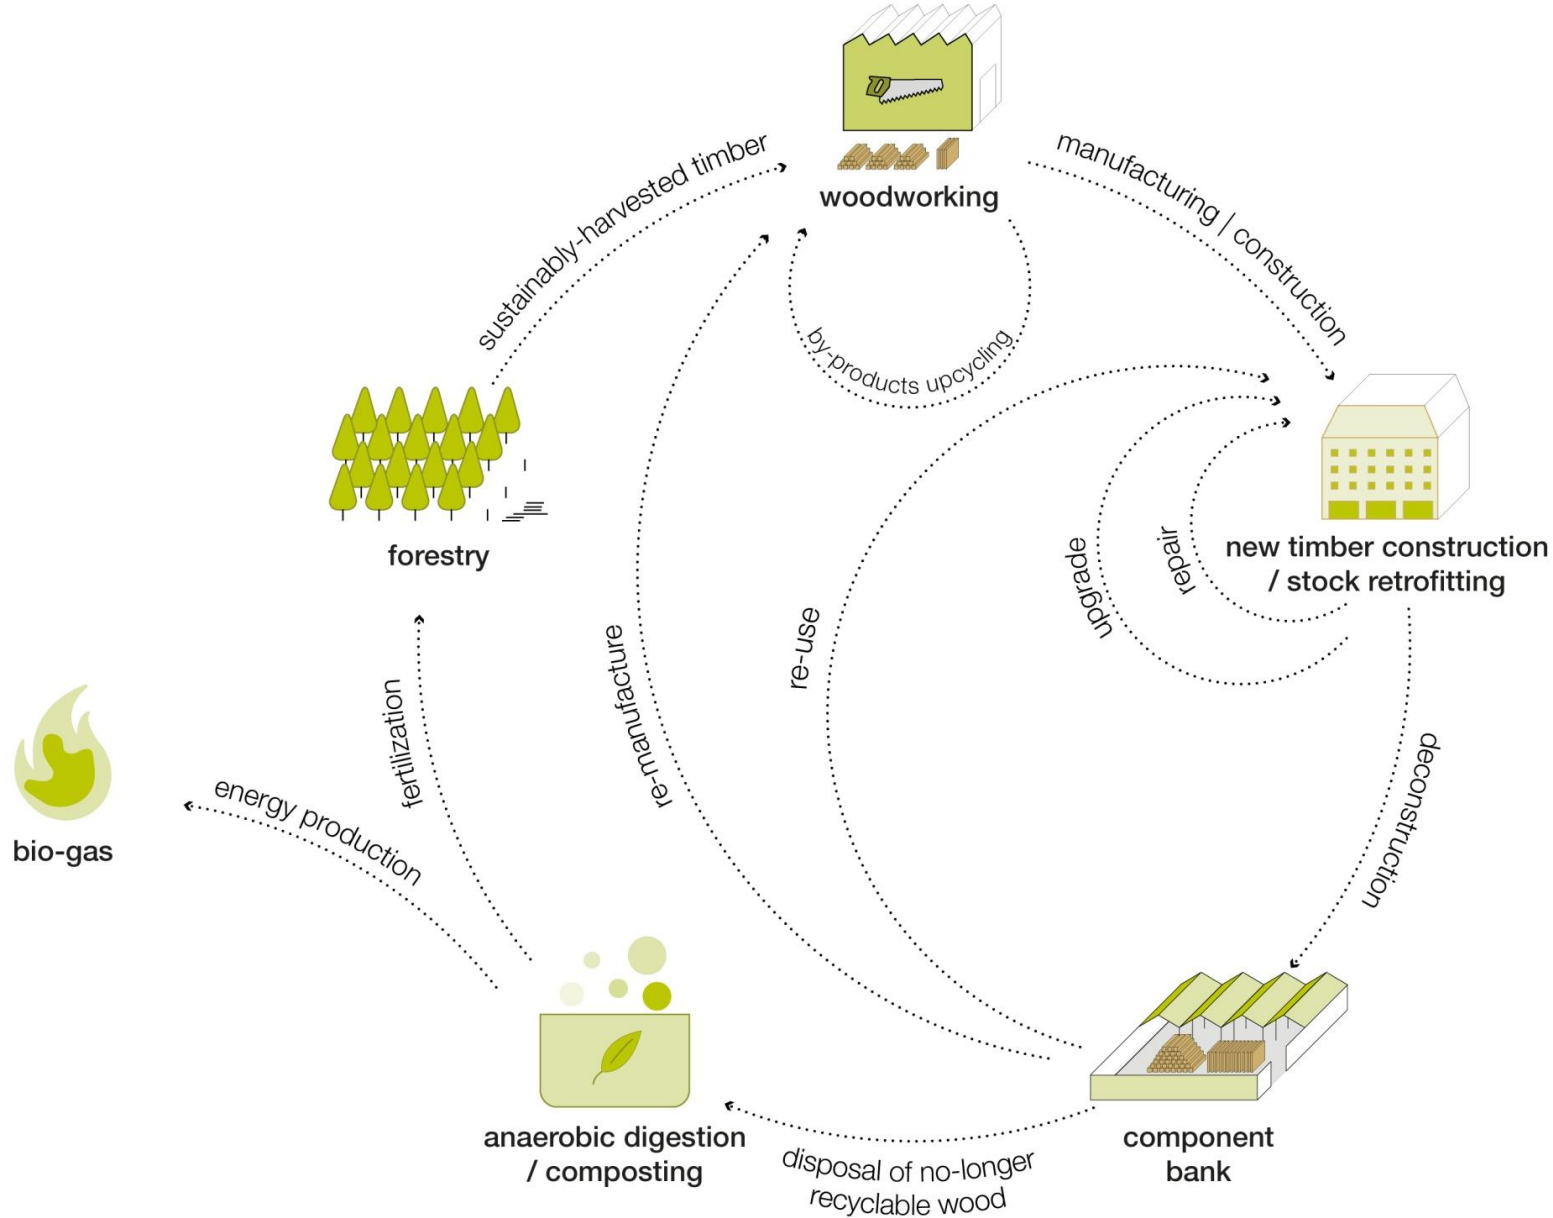 woodworking
sustainably-harvested timber
manufacturing | construction
by-products upcycling
forestry
new timber construction
/ stock retrofitting
repair
upgrade
re-use
re-manufacture
fertilization
deconstruction
energy production
bio-gas
anaerobic digestion
/ composting
disposal of no-longer
recyclable wood
component
bank